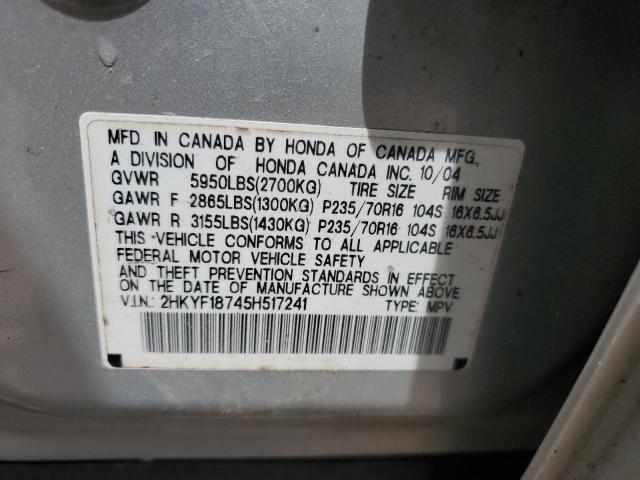 MFD. IN CANADA BY HONDA OF CANADA MFG.,
A DIVISION OF HONDA CANADA INC. 10/04
GVWR 5950LBS(2700KG) TIRE SIZE RIM SIZE
GAWR F 2865LBS(1300KG) P235/70R16 104S 16X6.5JJ
GAWR R 3155LBS(1430KG) P235/70R16 104S 16X6.5JJ
THIS VEHICLE CONFORMS TO ALL APPLICABLE
FEDERAL MOTOR VEHICLE SAFETY
AND THEFT PREVENTION STANDARDS IN EFFECT
ON THE DATE OF MANUFACTURE SHOWN ABOVE.
V.I.N.: 2HKYF18745H517241 TYPE: MPV